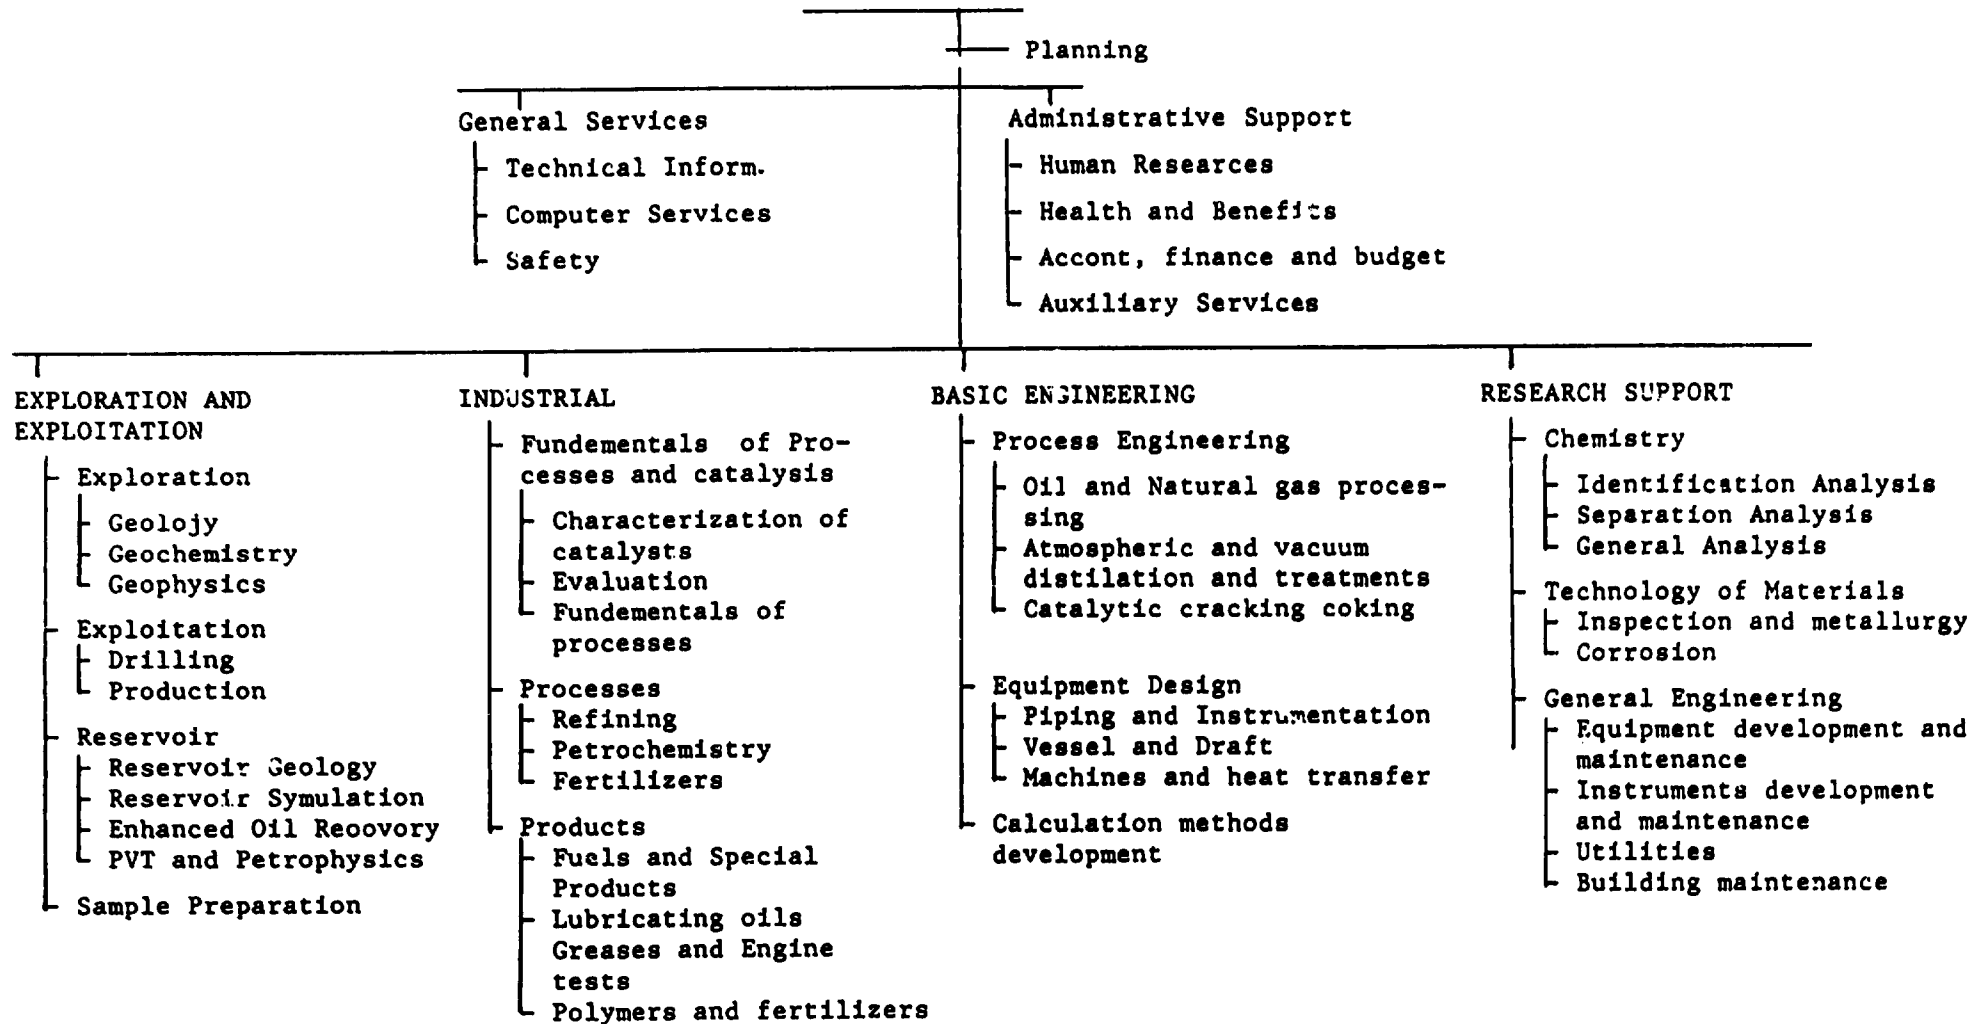 Planning
General Services
Technical Inform.
Computer Services
Safety
Administrative Support
Human Researces
Health and Benefits
Accont, finance and budget
Auxiliary Services
EXPLORATION AND
EXPLOITATION
Exploration
Geolojy
Geochemistry
Geophysics
Exploitation
Drilling
Production
Reservoir
Reservoir Geology
Reservoir Symulation
Enhanced Oil Reoovory
PVT and Petrophysics
Sample Preparation
INDUSTRIAL
Fundementals of Pro-
cesses and catalysis
Characterization of
catalysts
Evaluation
Fundementals of
processes
Processes
Refining
Petrochemistry
Fertilizers
Products
Fuels and Special
Products
Lubricating oils
Greases and Engine
tests
Polymers and fertilizers
BASIC ENGINEERING
Process Engineering
Oil and Natural gas proces-
sing
Atmospheric and vacuum
distilation and treatments
Catalytic cracking coking
Equipment Design
Piping and Instrumentation
Vessel and Draft
Machines and heat transfer
Calculation methods
development
RESEARCH SUPPORT
Chemistry
Identification Analysis
Separation Analysis
General Analysis
Technology of Materials
Inspection and metallurgy
Corrosion
General Engineering
Equipment development and
maintenance
Instruments development
and maintenance
Utilities
Building maintenance